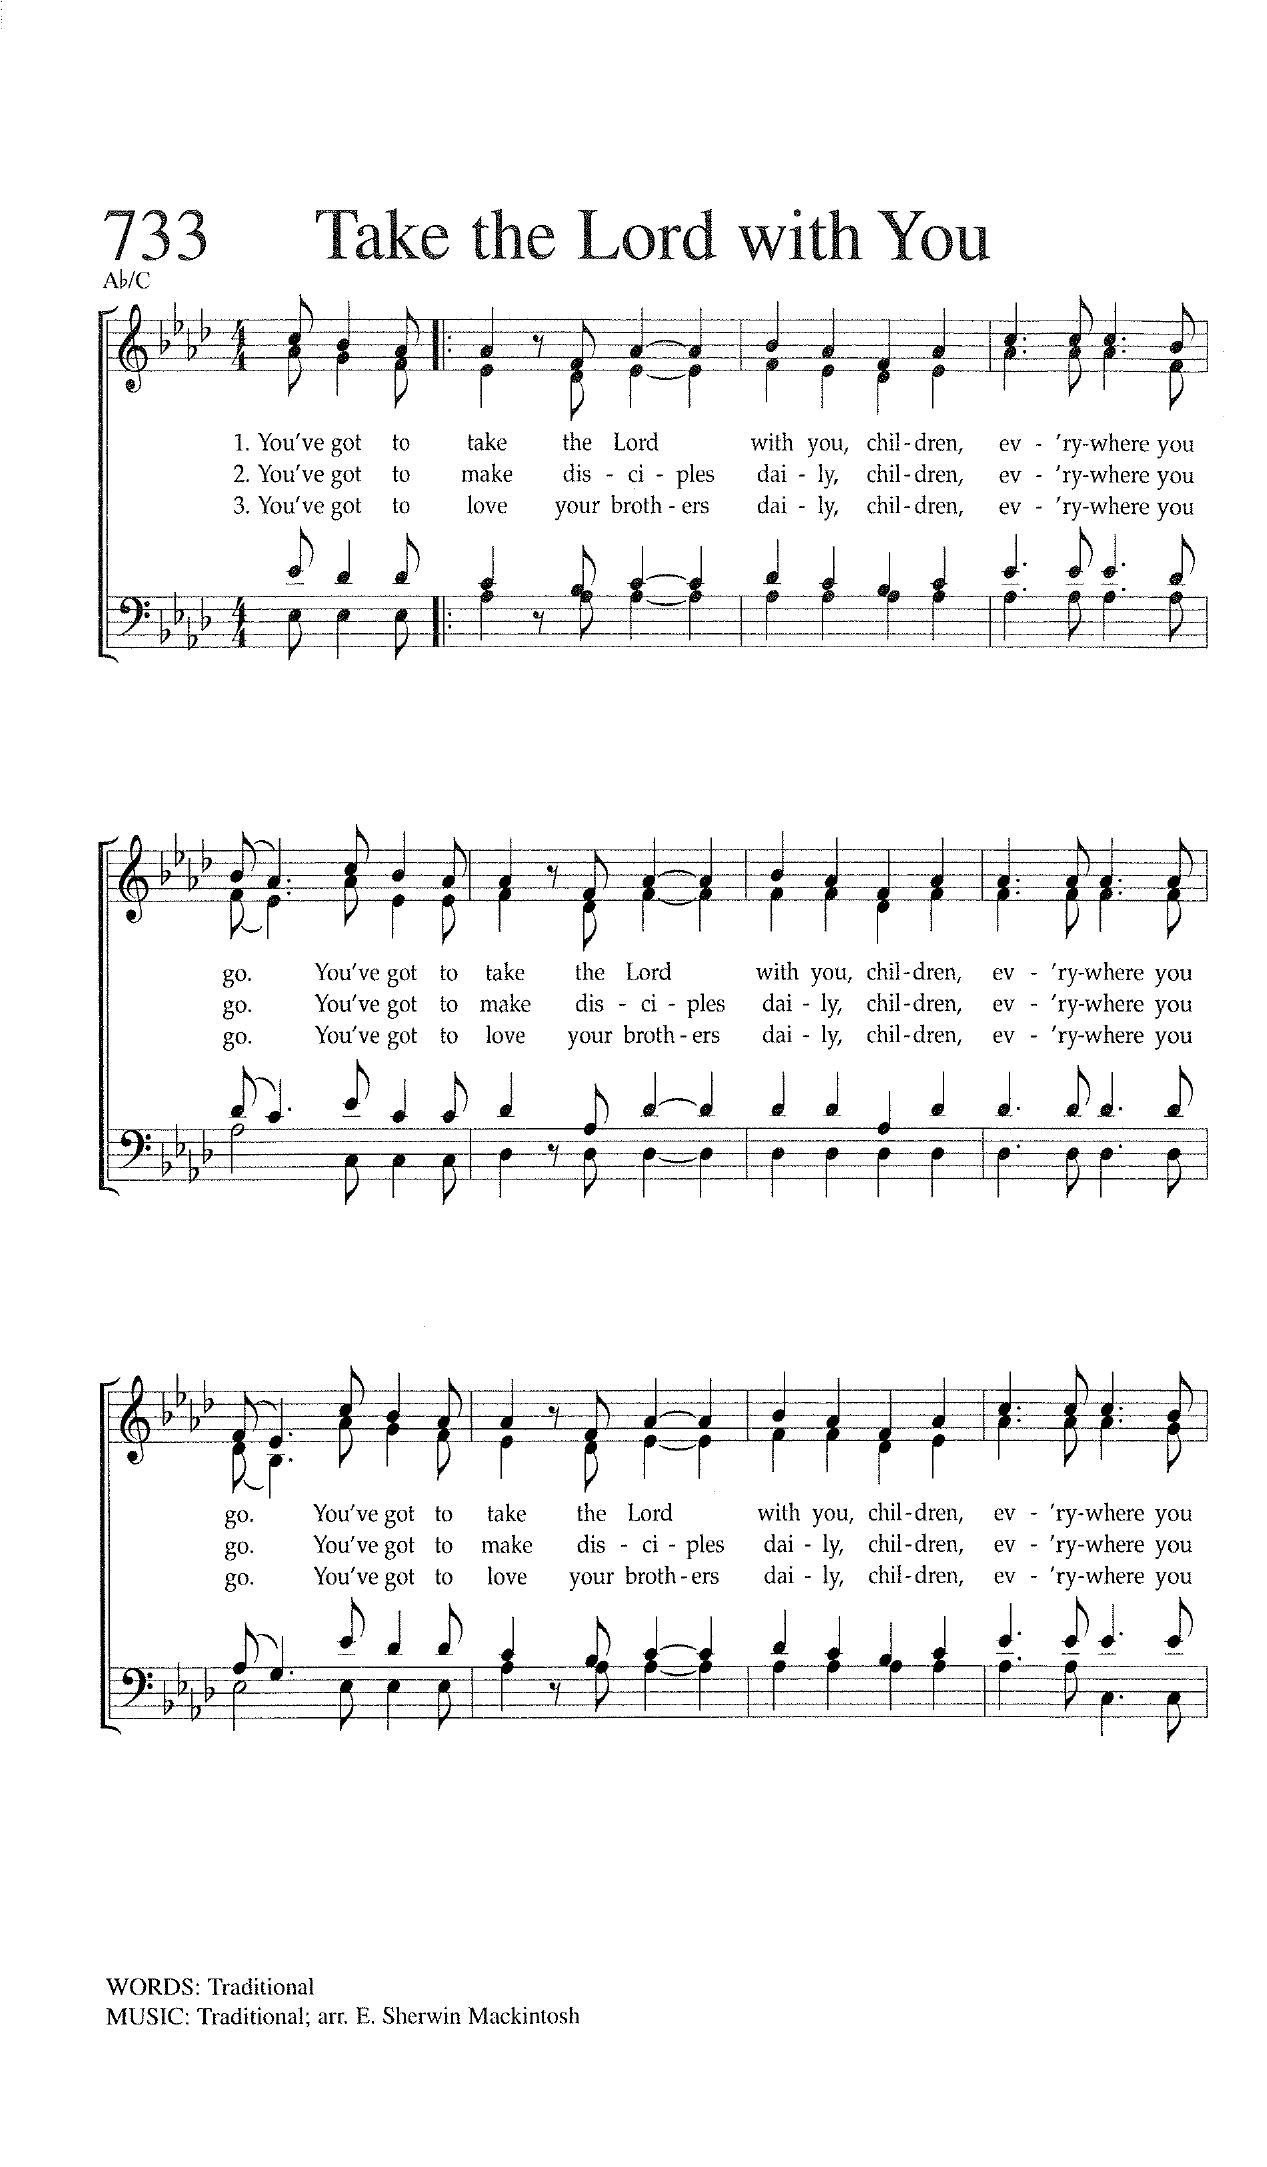 733 Take the Lord with You
A♭/C
1. You've got to take the Lord with you, chil-dren, ev - 'ry-where you
2. You've got to make dis - ci - ples dai - ly, chil-dren, ev - 'ry-where you
3. You've got to love your broth - ers dai - ly, chil-dren, ev - 'ry-where you
go. You've got to take the Lord with you, chil-dren, ev - 'ry-where you
go. You've got to make dis - ci - ples dai - ly, chil-dren, ev - 'ry-where you
go. You've got to love your broth - ers dai - ly, chil-dren, ev - 'ry-where you
go. You've got to take the Lord with you, chil-dren, ev - 'ry-where you
go. You've got to make dis - ci - ples dai - ly, chil-dren, ev - 'ry-where you
go. You've got to love your broth - ers dai - ly, chil-dren, ev - 'ry-where you
WORDS: Traditional
MUSIC: Traditional; arr. E. Sherwin Mackintosh